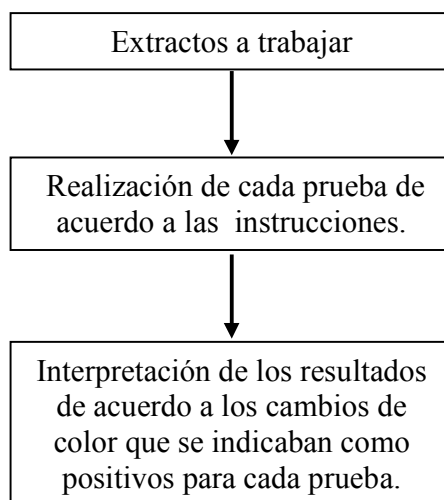 Extractos a trabajar
Realización de cada prueba de
acuerdo a las  instrucciones.
Interpretación de los resultados
de acuerdo a los cambios de
color que se indicaban como
positivos para cada prueba.